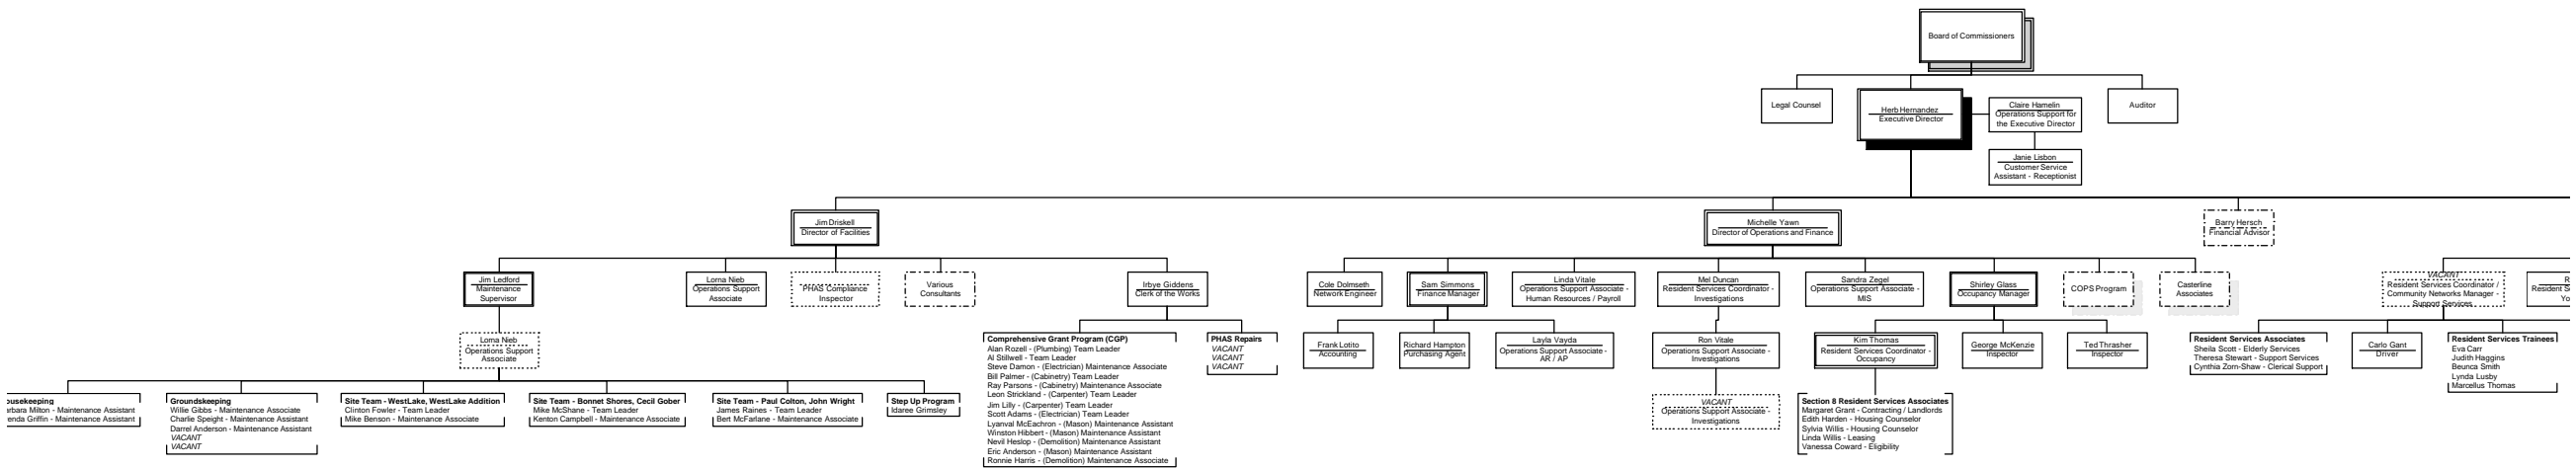 Board of Commissioners
Legal Counsel
Herb Hernandez
Executive Director
Claire Hamelin
Operations Support for
the Executive Director
Auditor
Janie Lisbon
Customer Service
Assistant - Receptionist
Jim Driskell
Director of Facilities
Michelle Yawn
Director of Operations and Finance
Barry Hersch
Financial Advisor
Jim Ledford
Maintenance
Supervisor
Lorna Nieb
Operations Support
Associate
PHAS Compliance
Inspector
Various
Consultants
Irbye Giddens
Clerk of the Works
Cole Dolmseth
Network Engineer
Sam Simmons
Finance Manager
Linda Vitale
Operations Support Associate -
Human Resources / Payroll
Mel Duncan
Resident Services Coordinator -
Investigations
Sandra Zegel
Operations Support Associate -
MIS
Shirley Glass
Occupancy Manager
COPS Program
Casterline
Associates
VACANT
Resident Services Coordinator /
Community Networks Manager -
Support Services
R
Resident S
Yo
Lorna Nieb
Operations Support
Associate
Comprehensive Grant Program (CGP)
Alan Rozell - (Plumbing) Team Leader
Al Stillwell - Team Leader
Steve Damon - (Electrician) Maintenance Associate
Bill Palmer - (Cabinetry) Team Leader
Ray Parsons - (Cabinetry) Maintenance Associate
Leon Strickland - (Carpenter) Team Leader
Jim Lilly - (Carpenter) Team Leader
Scott Adams - (Electrician) Team Leader
Lyanval McEachron - (Mason) Maintenance Assistant
Winston Hibbert - (Mason) Maintenance Assistant
Nevil Heslop - (Demolition) Maintenance Assistant
Eric Anderson - (Mason) Maintenance Assistant
Ronnie Harris - (Demolition) Maintenance Associate
PHAS Repairs
VACANT
VACANT
VACANT
Frank Lotito
Accounting
Richard Hampton
Purchasing Agent
Layla Vayda
Operations Support Associate -
AR / AP
Ron Vitale
Operations Support Associate -
Investigations
Kim Thomas
Resident Services Coordinator -
Occupancy
George McKenzie
Inspector
Ted Thrasher
Inspector
Resident Services Associates
Sheila Scott - Elderly Services
Theresa Stewart - Support Services
Cynthia Zorn-Shaw - Clerical Support
Carlo Gant
Driver
Resident Services Trainees
Eva Carr
Judith Haggins
Beunca Smith
Lynda Lusby
Marcellus Thomas
ousekeeping
arbara Milton - Maintenance Assistant
enda Griffin - Maintenance Assistant
Groundskeeping
Willie Gibbs - Maintenance Associate
Charlie Speight - Maintenance Assistant
Darrel Anderson - Maintenance Assistant
VACANT
VACANT
Site Team - WestLake, WestLake Addition
Clinton Fowler - Team Leader
Mike Benson - Maintenance Associate
Site Team - Bonnet Shores, Cecil Gober
Mike McShane - Team Leader
Kenton Campbell - Maintenance Associate
Site Team - Paul Colton, John Wright
James Raines - Team Leader
Bert McFarlane - Maintenance Associate
Step Up Program
Idaree Grimsley
VACANT
Operations Support Associate -
Investigations
Section 8 Resident Services Associates
Margaret Grant - Contracting / Landlords
Edith Harden - Housing Counselor
Sylvia Willis - Housing Counselor
Linda Willis - Leasing
Vanessa Coward - Eligibility